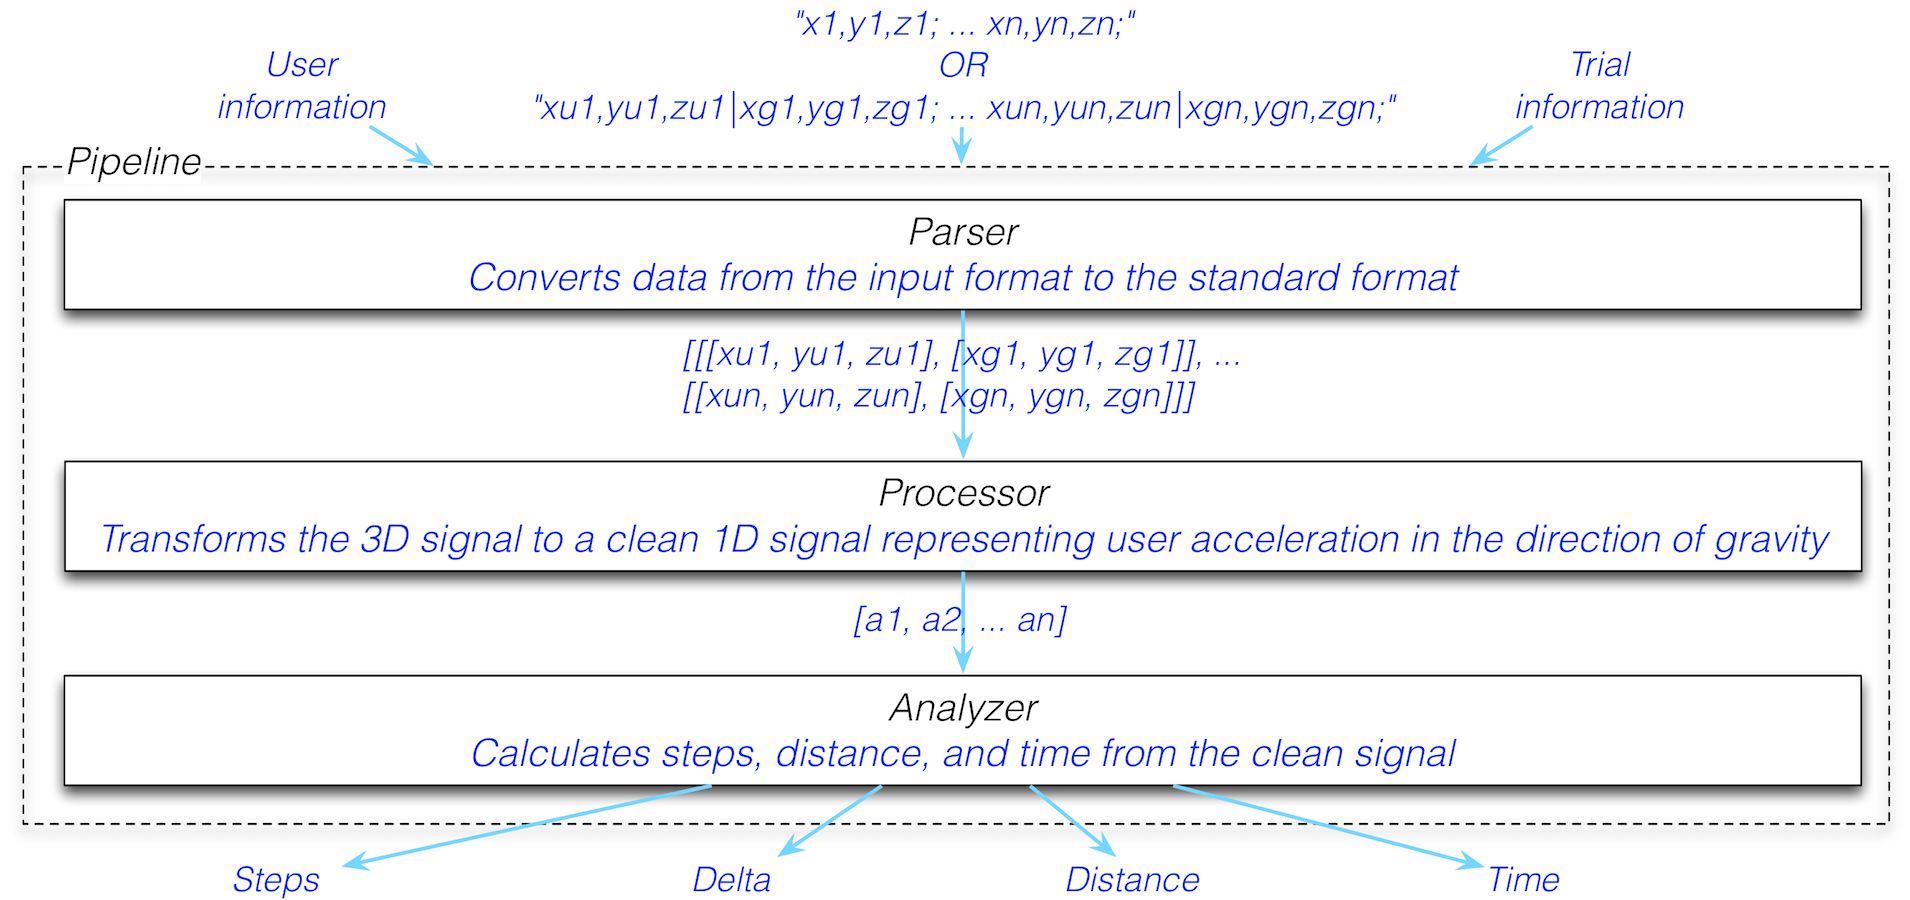 "x1,y1,z1; ... xn,yn,zn;"
OR
"xu1,yu1,zu1|xg1,yg1,zg1; ... xun,yun,zun|xgn,ygn,zgn;"
User
information
Trial
information
Pipeline
Parser
Converts data from the input format to the standard format
[[[xu1, yu1, zu1], [xg1, yg1, zg1]], ...
[[xun, yun, zun], [xgn, ygn, zgn]]]
Processor
Transforms the 3D signal to a clean 1D signal representing user acceleration in the direction of gravity
[a1, a2, ... an]
Analyzer
Calculates steps, distance, and time from the clean signal
Steps
Delta
Distance
Time